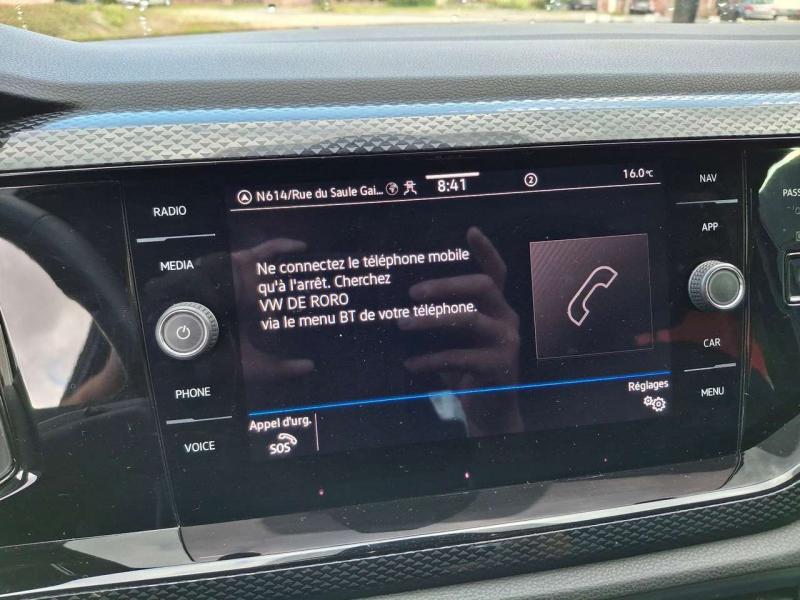 N614/Rue du Saule Gai... 8:41 2 16.0°C
RADIO
MEDIA
PHONE
VOICE
Ne connectez le téléphone mobile
qu'à l'arrêt. Cherchez
VW DE RORO
via le menu BT de votre téléphone.
Appel d'urg.
SOS
Réglages
NAV
APP
CAR
MENU
PASS